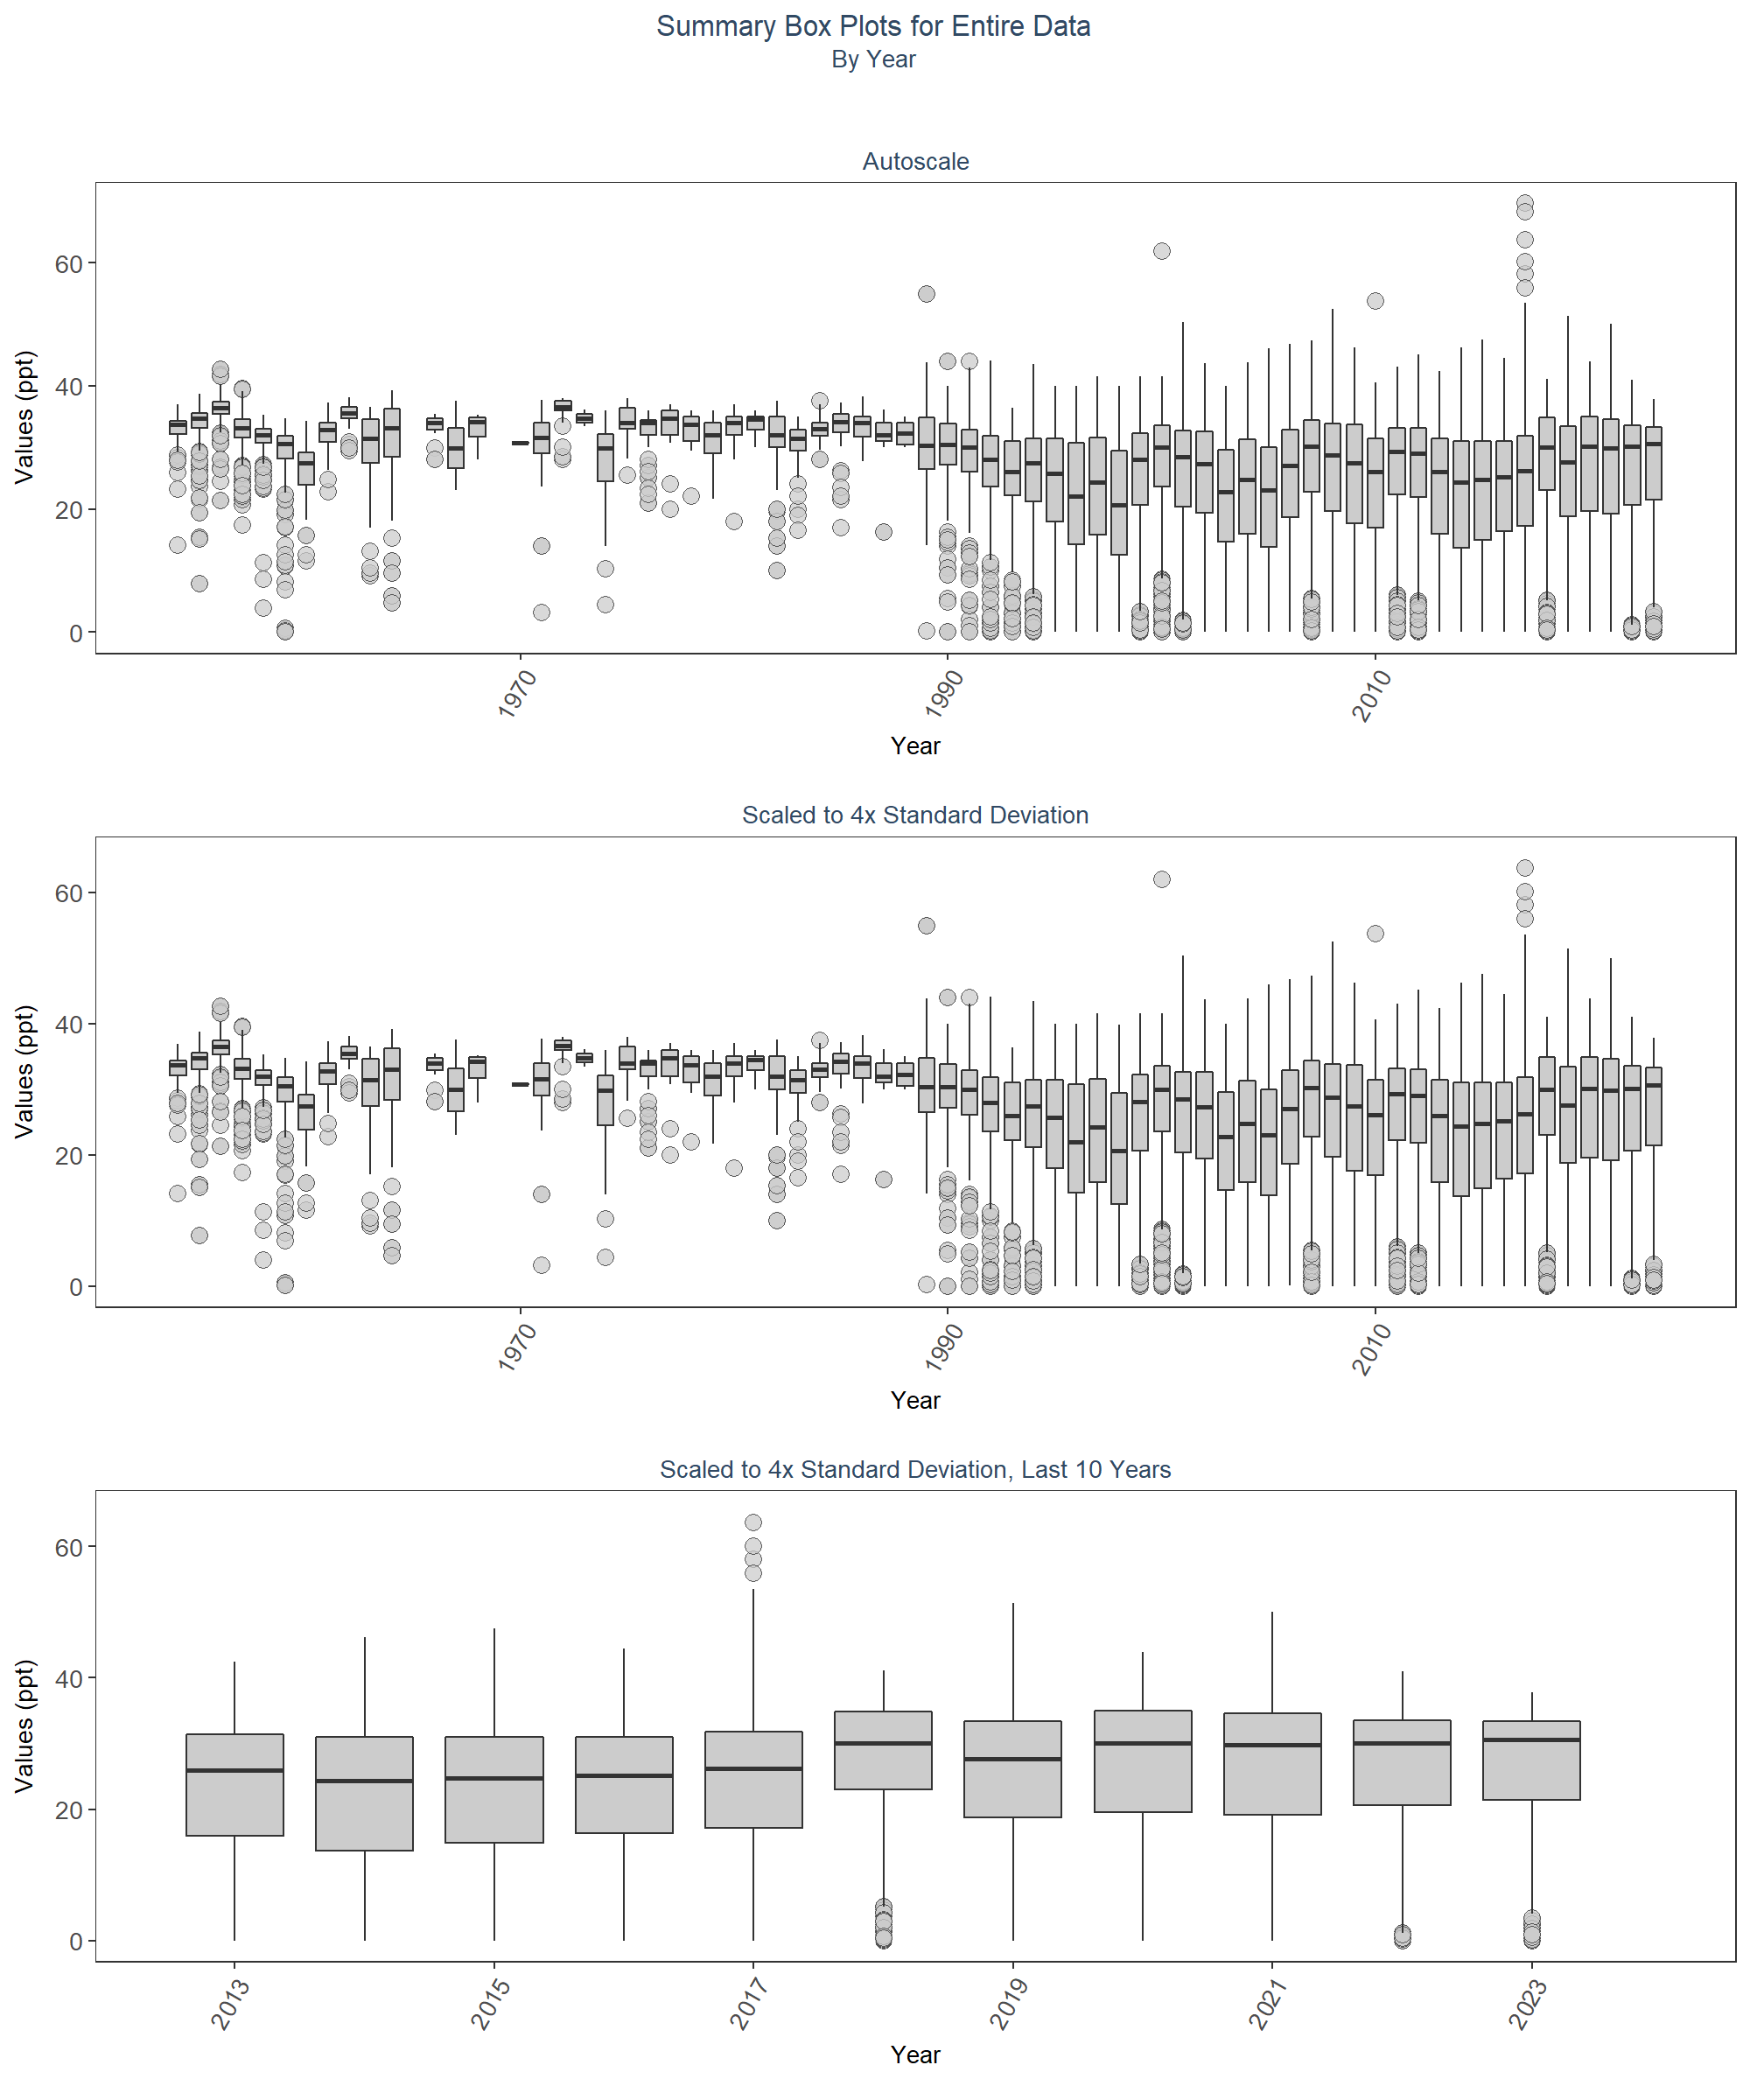 Summary Box Plots for Entire Data
By Year
Autoscale
Values (ppt)
60
40
20
0
1970
1990
2010
Year
Scaled to 4x Standard Deviation
Values (ppt)
60
40
20
0
1970
1990
2010
Year
Scaled to 4x Standard Deviation, Last 10 Years
Values (ppt)
60
40
20
0
2013
2015
2017
2019
2021
2023
Year